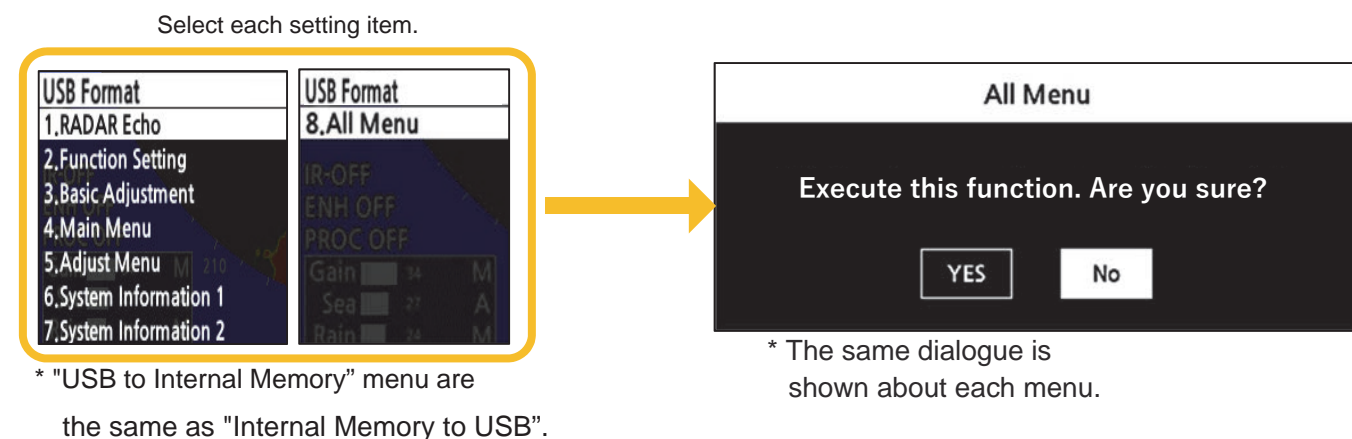 Select each setting item.
USB Format
1.RADAR Echo
2.Function Setting
3.Basic Adjustment
4.Main Menu
5.Adjust Menu
6.System Information 1
7.System Information 2
M 210
USB Format
8.All Menu
IR-OFF
ENH OFF
PROC OFF
Gain 34 M
Sea 27 A
Rain 24 M
All Menu
Execute this function. Are you sure?
YES No
* The same dialogue is
shown about each menu.
* "USB to Internal Memory” menu are
the same as "Internal Memory to USB”.